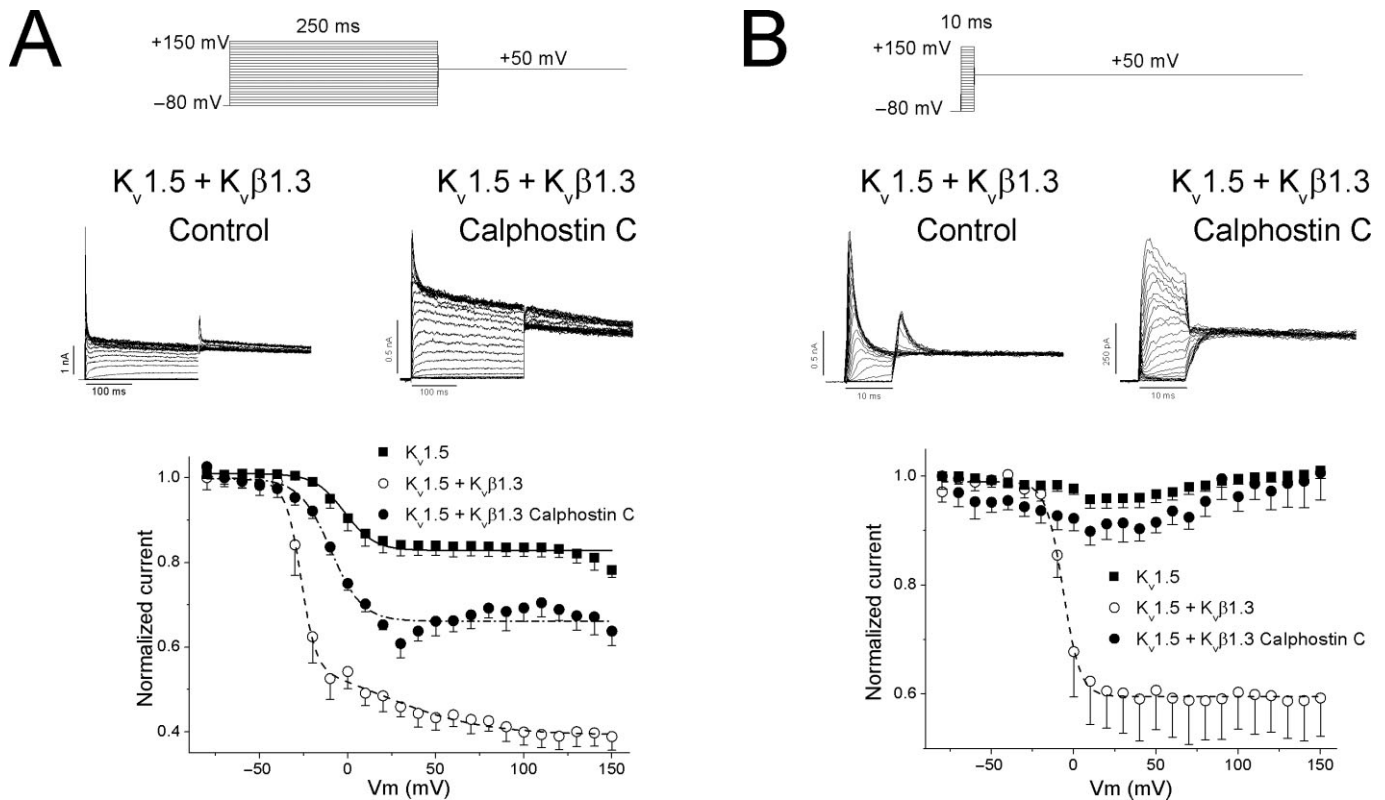 A
250 ms
+150 mV
+50 mV
−80 mV
Kv1.5 + Kvβ1.3
Control
Kv1.5 + Kvβ1.3
Calphostin C
1 nA
100 ms
0.5 nA
100 ms
Kv1.5
Kv1.5 + Kvβ1.3
Kv1.5 + Kvβ1.3 Calphostin C
Normalized current
1.0
0.8
0.6
0.4
−50
0
50
100
150
Vm (mV)
B
10 ms
+150 mV
+50 mV
−80 mV
Kv1.5 + Kvβ1.3
Control
Kv1.5 + Kvβ1.3
Calphostin C
0.5 nA
10 ms
250 pA
10 ms
Kv1.5
Kv1.5 + Kvβ1.3
Kv1.5 + Kvβ1.3 Calphostin C
Normalized current
1.0
0.8
0.6
−50
0
50
100
150
Vm (mV)